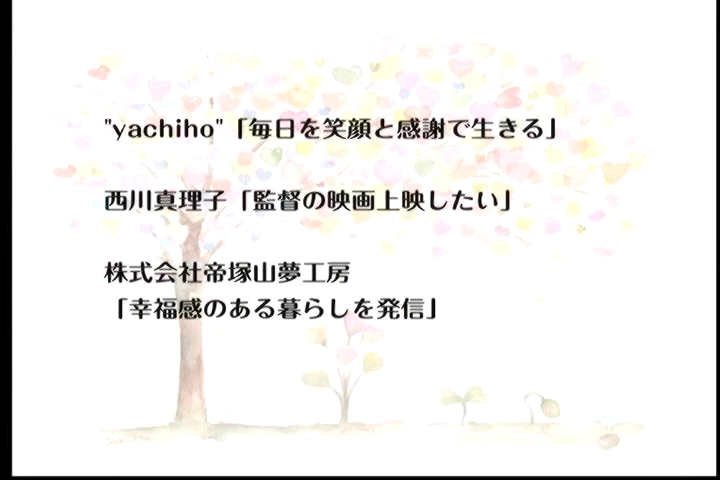 "yachiho"「毎日を笑顔と感謝で生きる」
西川真理子「監督の映画上映したい」
株式会社帝塚山夢工房
「幸福感のある暮らしを発信」